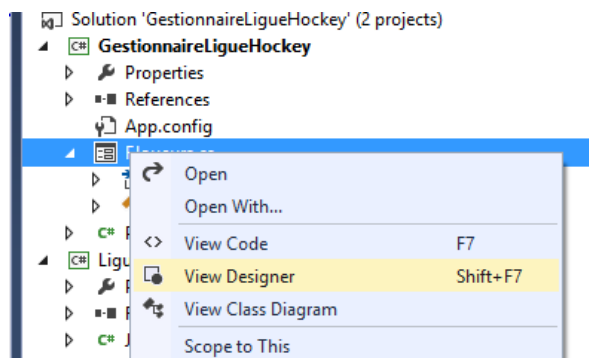 Solution 'GestionnaireLigueHockey' (2 projects)
C# GestionnaireLigueHockey
Properties
References
App.config
Open
Open With...
View Code F7
C# Ligu
View Designer Shift+F7
View Class Diagram
C# J
Scope to This